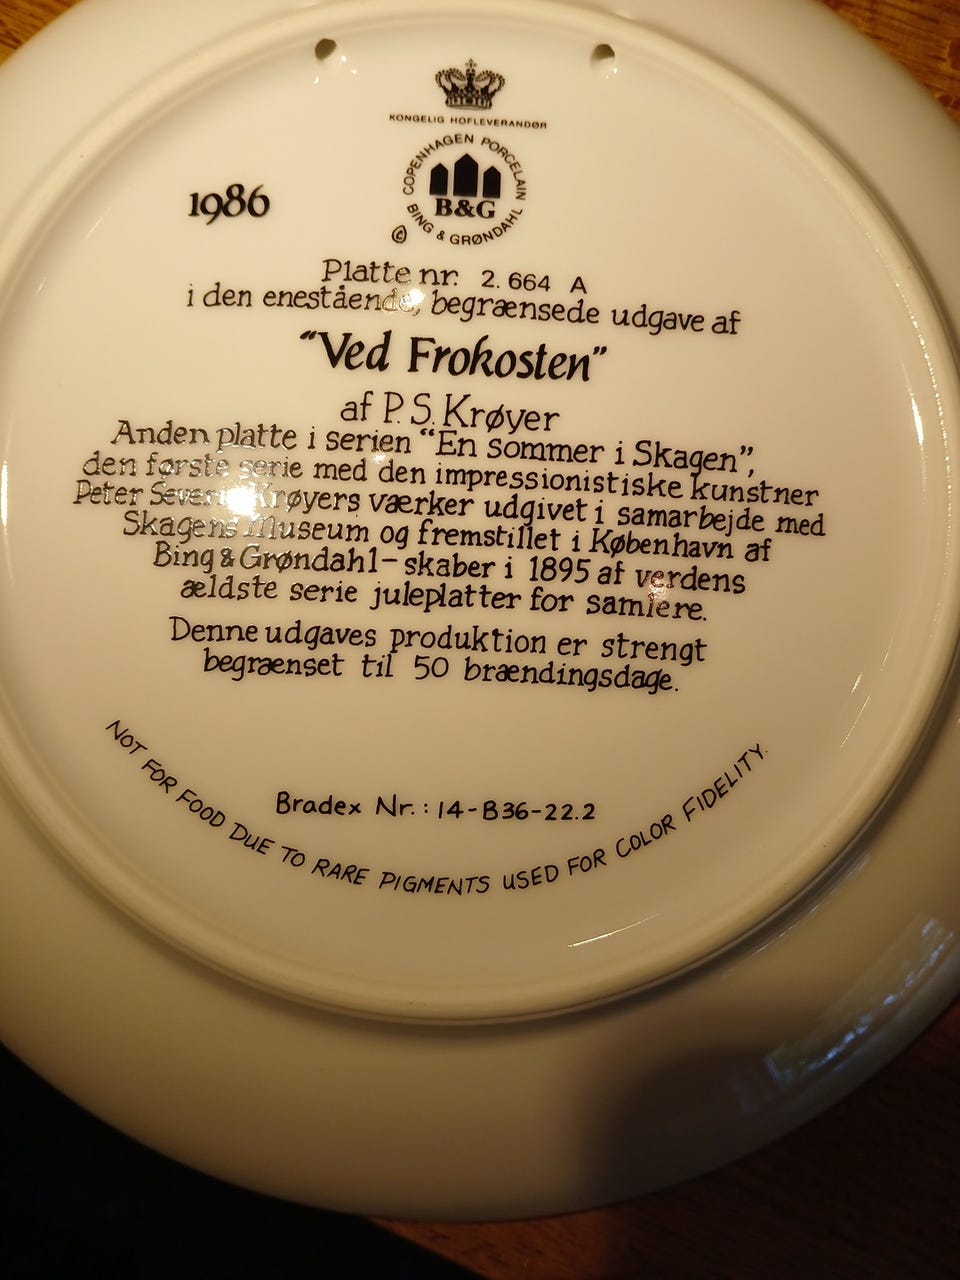 KONGELIG HOFLEVERANDØR
COPENHAGEN PORCELAIN
B&G
BING & GRØNDAHL
©
1986
Platte nr. 2.664 A
i den enestående, begrænsede udgave af
"Ved Frokosten"
af P.S. Krøyer
Anden platte i serien "En sommer i Skagen",
den første serie med den impressionistiske kunstner
Peter Severin Krøyers værker udgivet i samarbejde med
Skagens Museum og fremstillet i København af
Bing & Grøndahl – skaber i 1895 af verdens
ældste serie juleplatter for samlere.
Denne udgaves produktion er strengt
begrænset til 50 brændingsdage.
Bradex Nr.: 14-B36-22.2
NOT FOR FOOD DUE TO RARE PIGMENTS USED FOR COLOR FIDELITY.